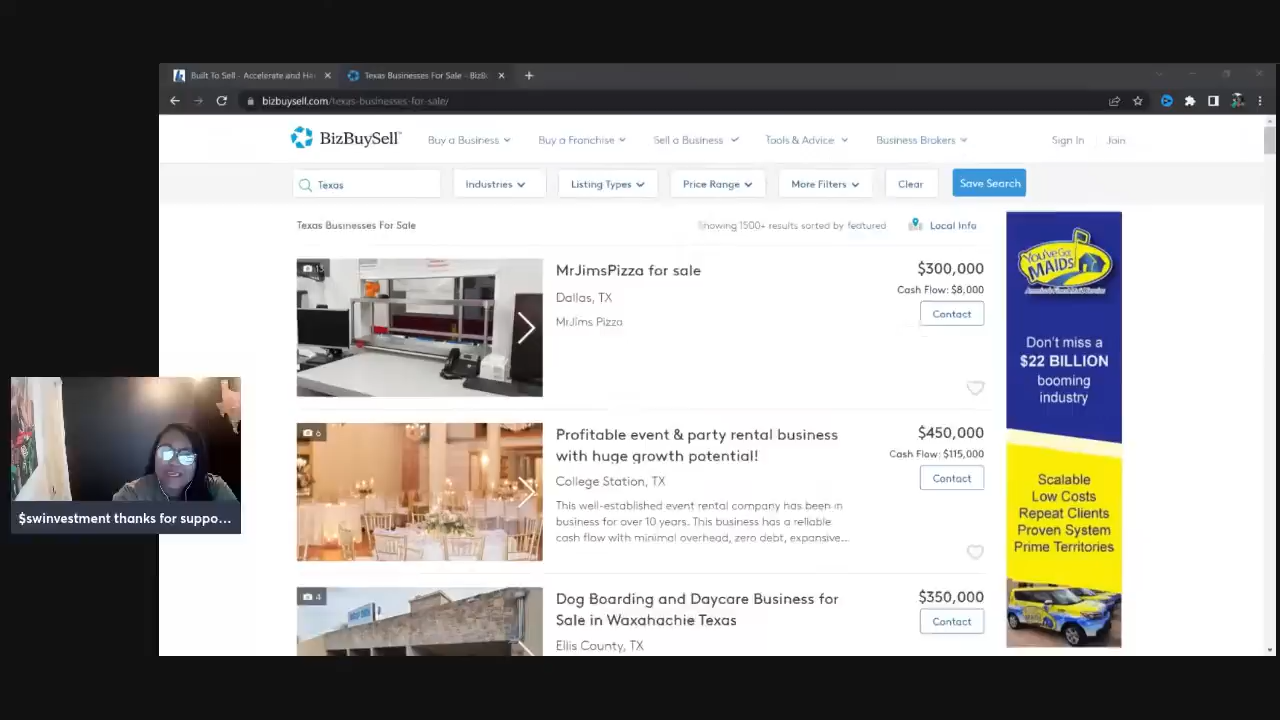 Built To Sell - Accelerate and Ha
Texas Businesses For Sale - BizB
bizbuysell.com/texas-businesses-for-sale/
BizBuySell
Buy a Business
Buy a Franchise
Sell a Business
Tools & Advice
Business Brokers
Sign In
Join
Texas
Industries
Listing Types
Price Range
More Filters
Clear
Save Search
Texas Businesses For Sale
Showing 1500+ results sorted by featured
Local Info
13
MrJimsPizza for sale
$300,000
Dallas, TX
Cash Flow: $8,000
MrJims Pizza
Contact
6
Profitable event & party rental business
with huge growth potential!
$450,000
Cash Flow: $115,000
College Station, TX
Contact
This well-established event rental company has been in
business for over 10 years. This business has a reliable
cash flow with minimal overhead, zero debt, expansive...
4
Dog Boarding and Daycare Business for
Sale in Waxahachie Texas
$350,000
Contact
Ellis County, TX
You've Got
MAIDS
Don't miss a
$22 BILLION
booming
industry
Scalable
Low Costs
Repeat Clients
Proven System
Prime Territories
$swinvestment thanks for suppo...